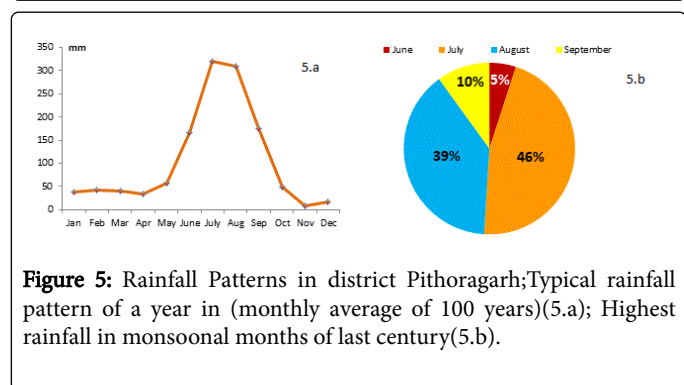 350
mm
300
250
200
150
100
50
0
Jan Feb Mar Apr May June July Aug Sep Oct Nov Dec
5.a
June July August September
5.b
5%
10%
39%
46%
Figure 5: Rainfall Patterns in district Pithoragarh;Typical rainfall
pattern of a year in (monthly average of 100 years)(5.a); Highest
rainfall in monsoonal months of last century(5.b).